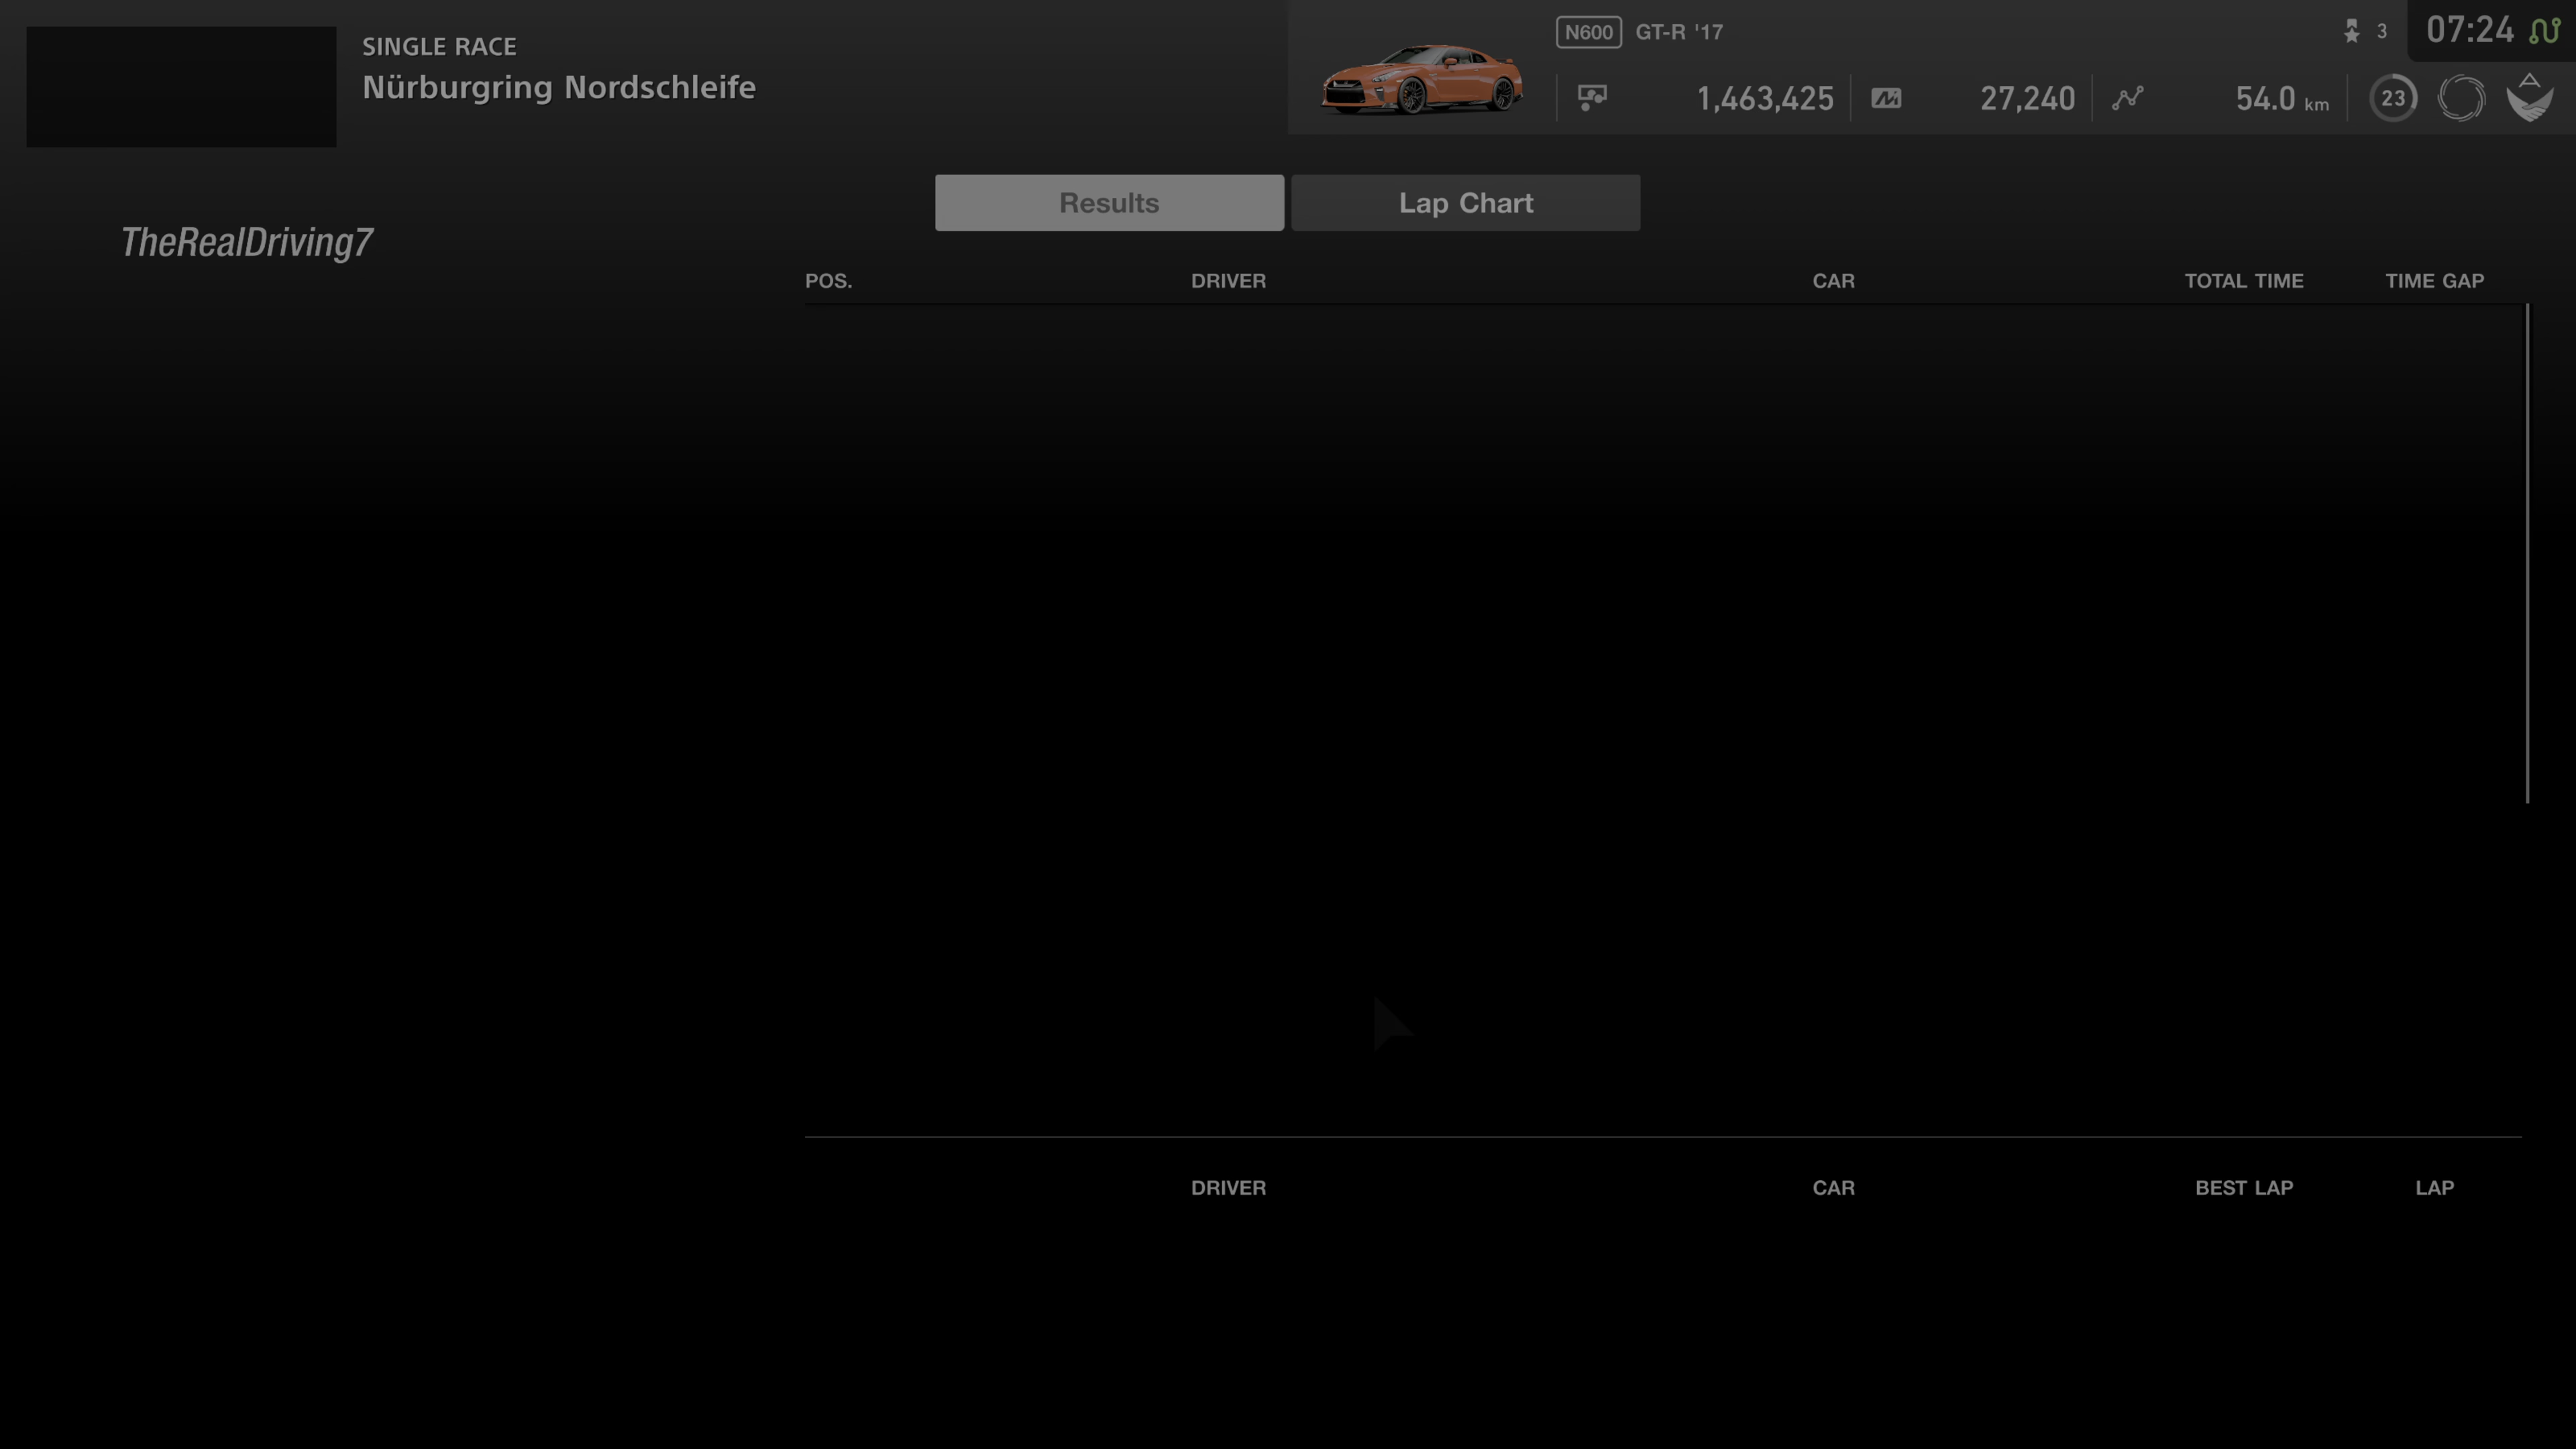 SINGLE RACE
Nürburgring Nordschleife
N600 GT-R '17
3
07:24
1,463,425
27,240
54.0 km
23
Results
Lap Chart
TheRealDriving7
POS. DRIVER CAR TOTAL TIME TIME GAP
DRIVER CAR BEST LAP LAP